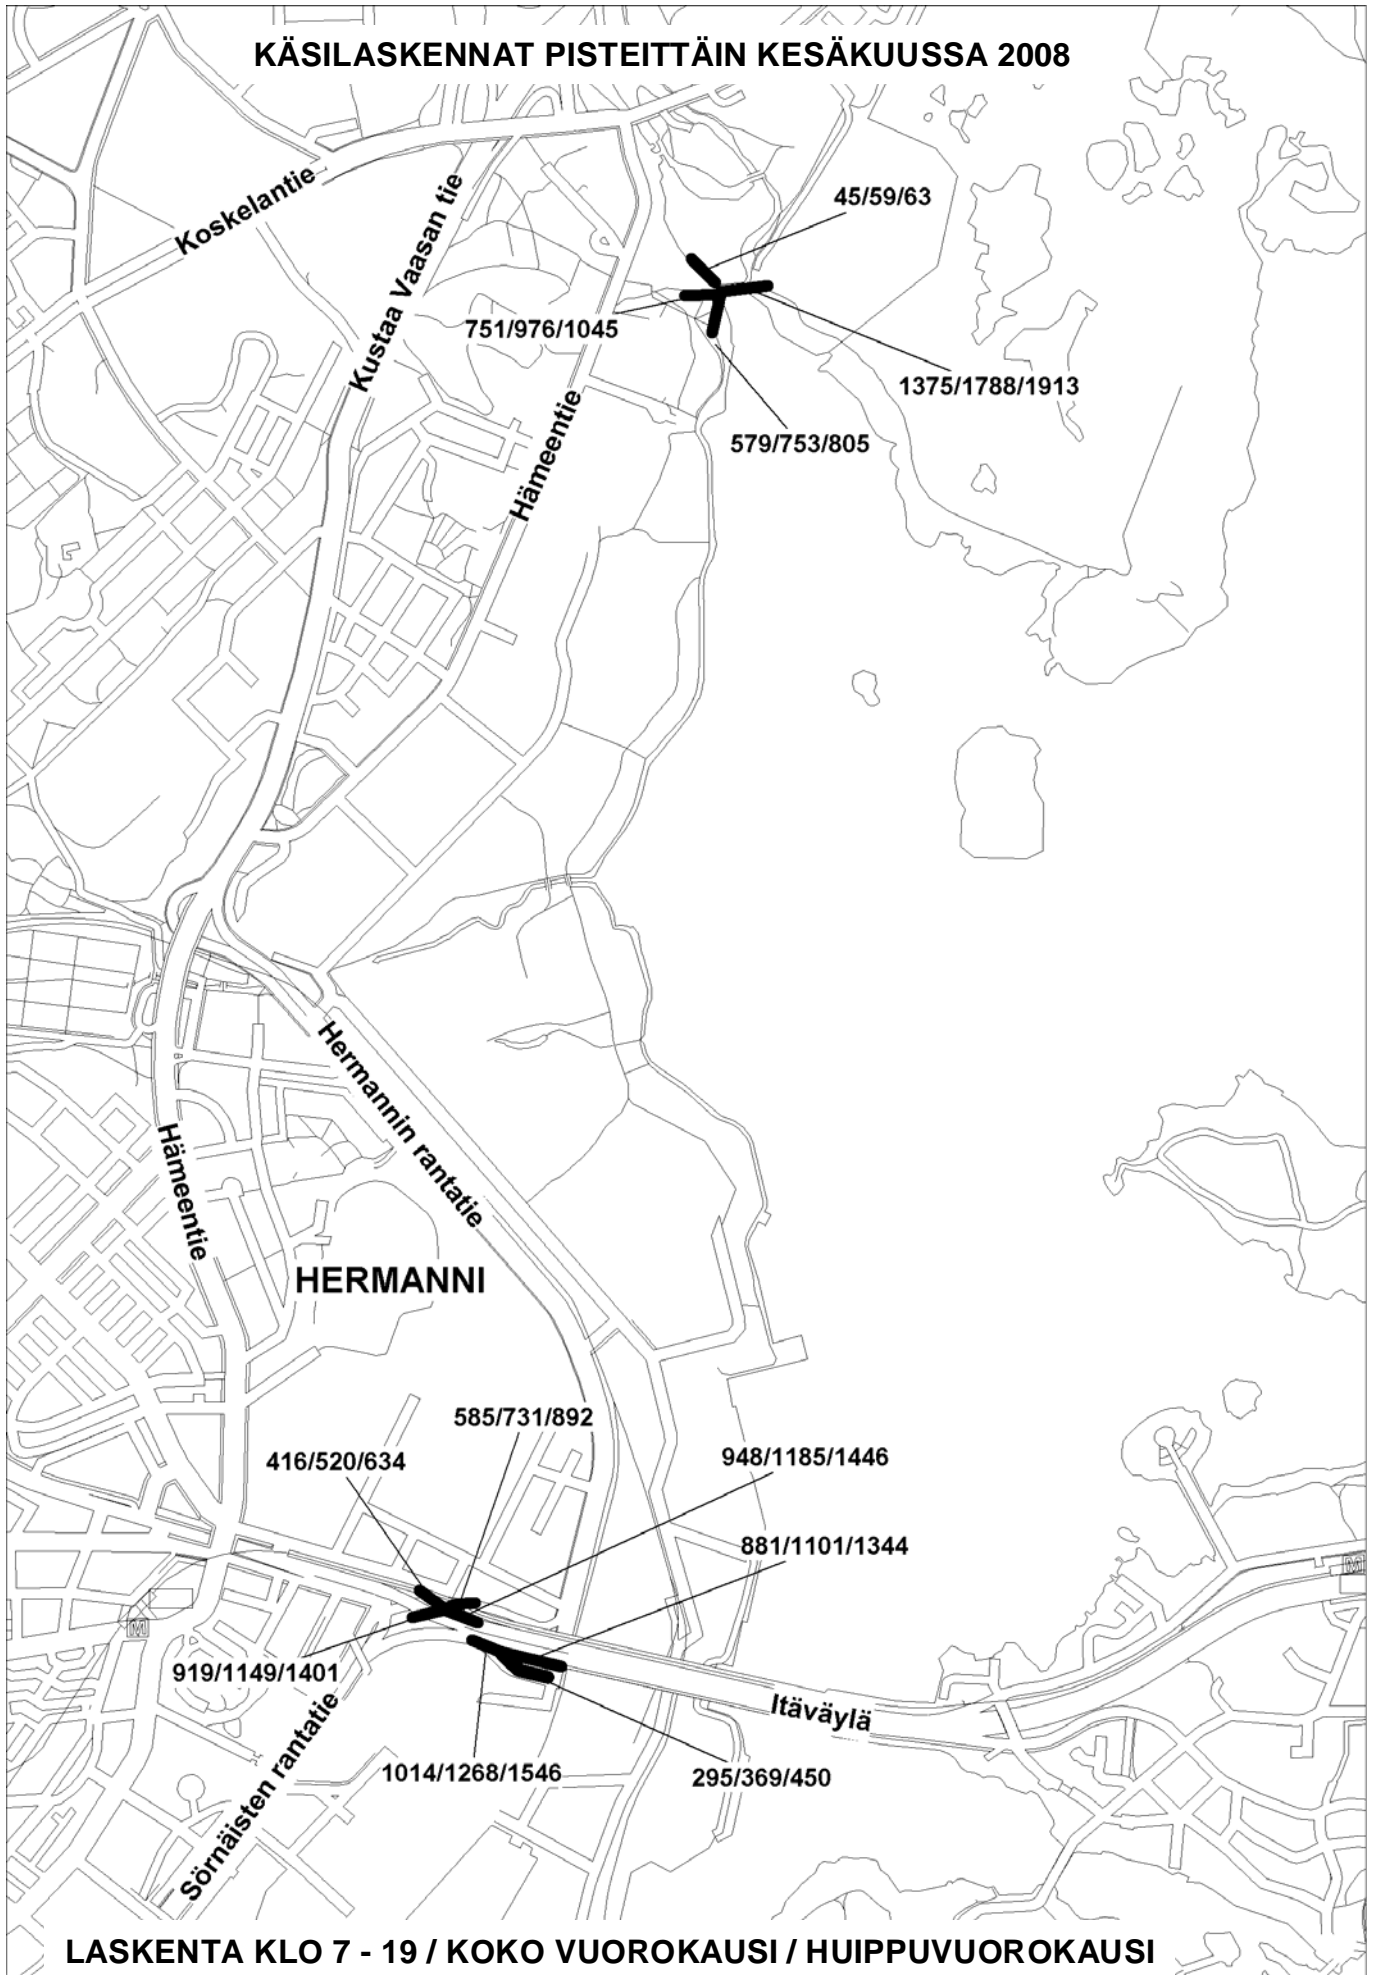 KÄSILASKENNAT PISTEITTÄIN KESÄKUUSSA 2008
Koskelantie
Kustaa Vaasan tie
45/59/63
751/976/1045
1375/1788/1913
579/753/805
Hämeentie
Hermannin rantatie
Hämeentie
HERMANNI
585/731/892
416/520/634
948/1185/1446
881/1101/1344
M
M
919/1149/1401
Itäväylä
1014/1268/1546
295/369/450
Sörnäisten rantatie
LASKENTA KLO 7 - 19 / KOKO VUOROKAUSI / HUIPPUVUOROKAUSI